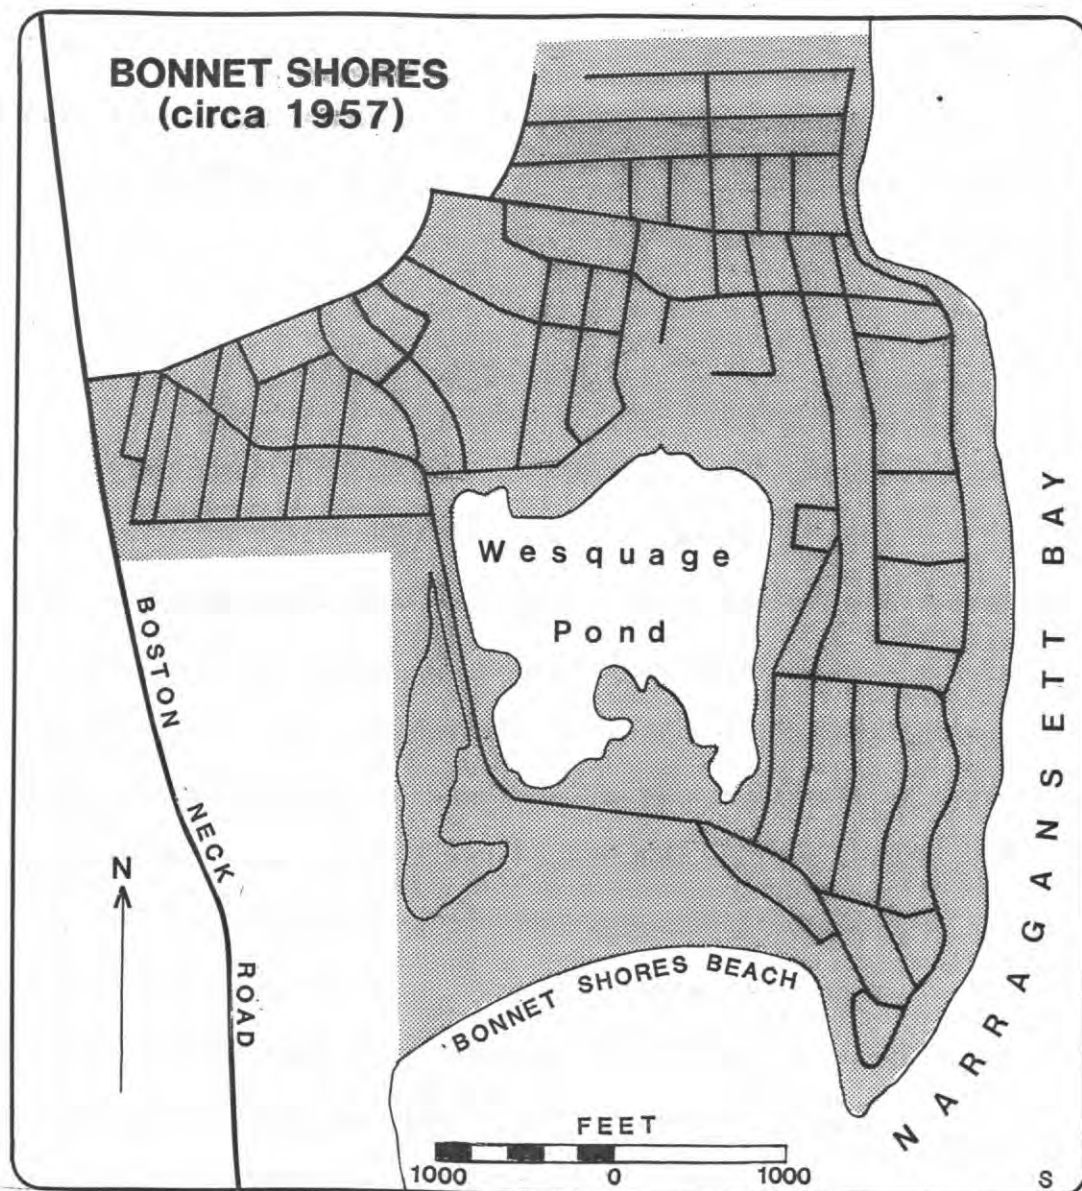 BONNET SHORES
(circa 1957)
Wesquage
Pond
BOSTON NECK ROAD
NARRAGANSETT BAY
N
BONNET SHORES BEACH
FEET
1000 0 1000
S